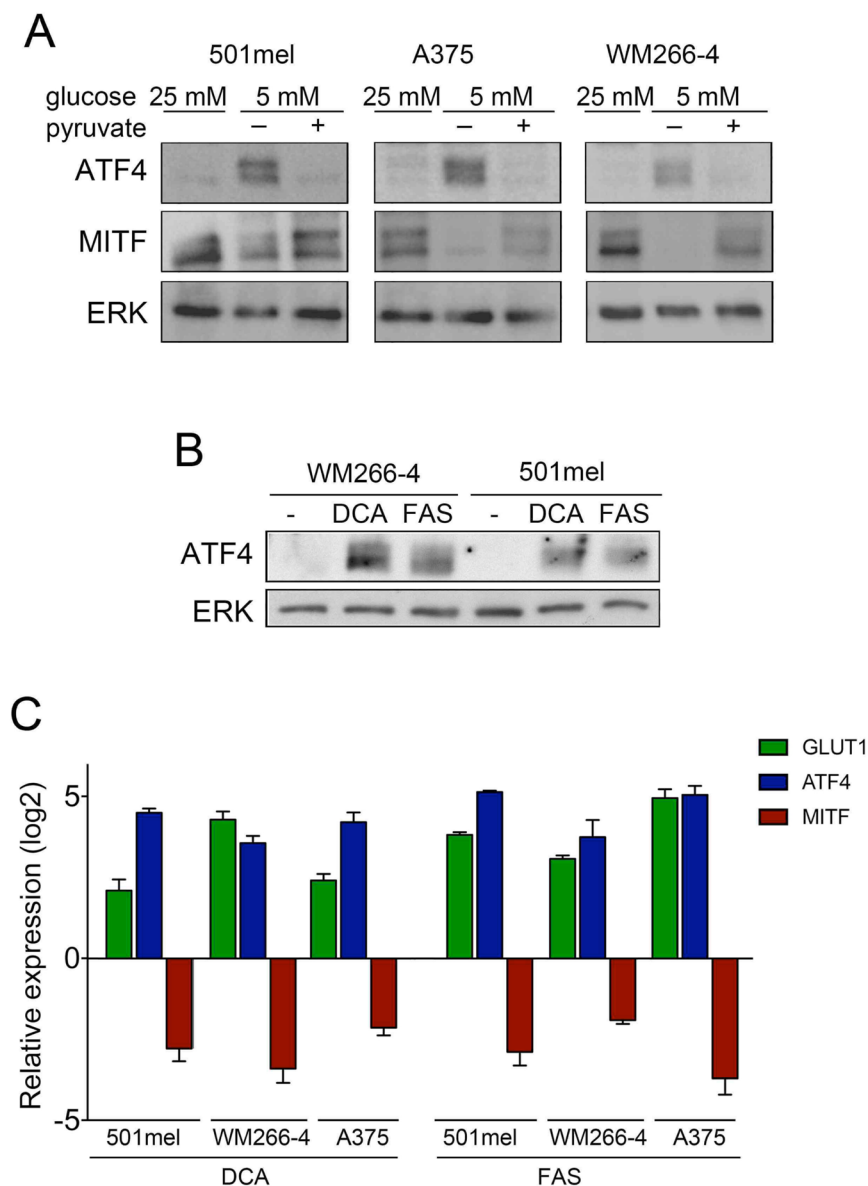 A
501mel A375 WM266-4
glucose 25 mM 5 mM 25 mM 5 mM 25 mM 5 mM
pyruvate – + – + – +
ATF4
MITF
ERK
B
WM266-4 501mel
- DCA FAS - DCA FAS
ATF4
ERK
C
GLUT1
ATF4
MITF
Relative expression (log2)
5
0
-5
501mel WM266-4 A375 501mel WM266-4 A375
DCA FAS